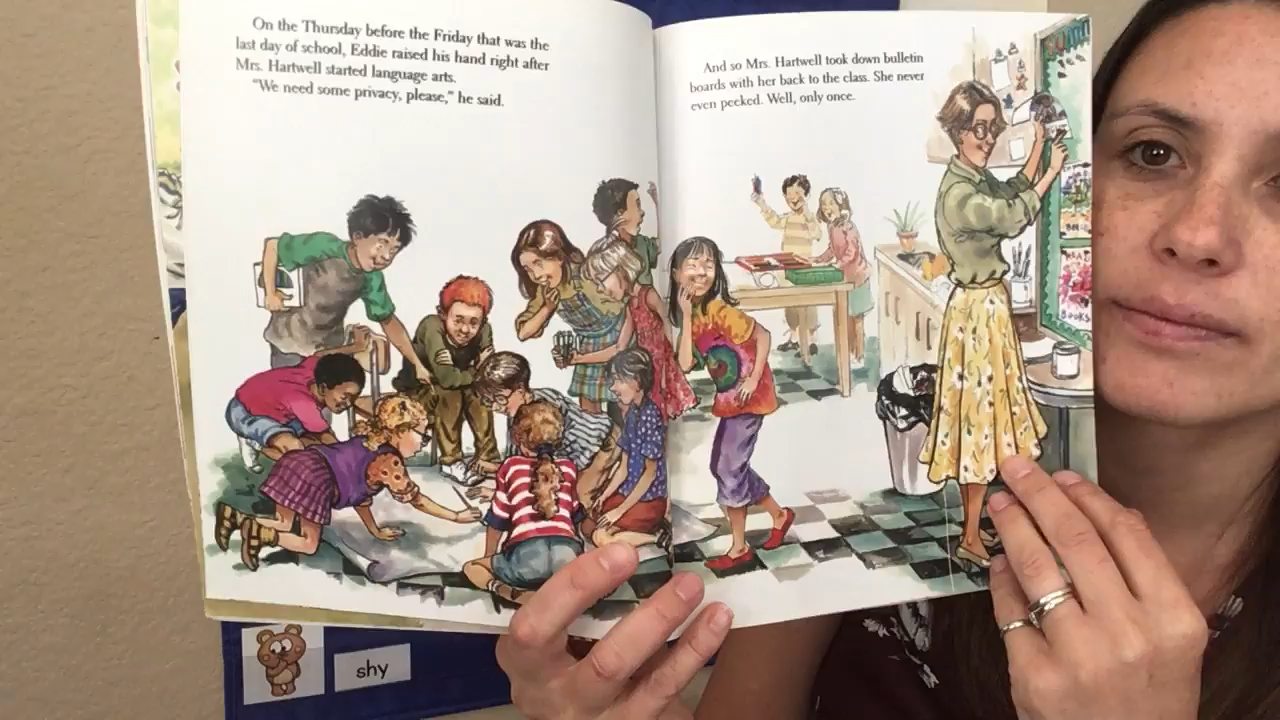 On the Thursday before the Friday that was the
last day of school, Eddie raised his hand right after
Mrs. Hartwell started language arts.
"We need some privacy, please," he said.
And so Mrs. Hartwell took down bulletin
boards with her back to the class. She never
even peeked. Well, only once.
BOOKS
shy